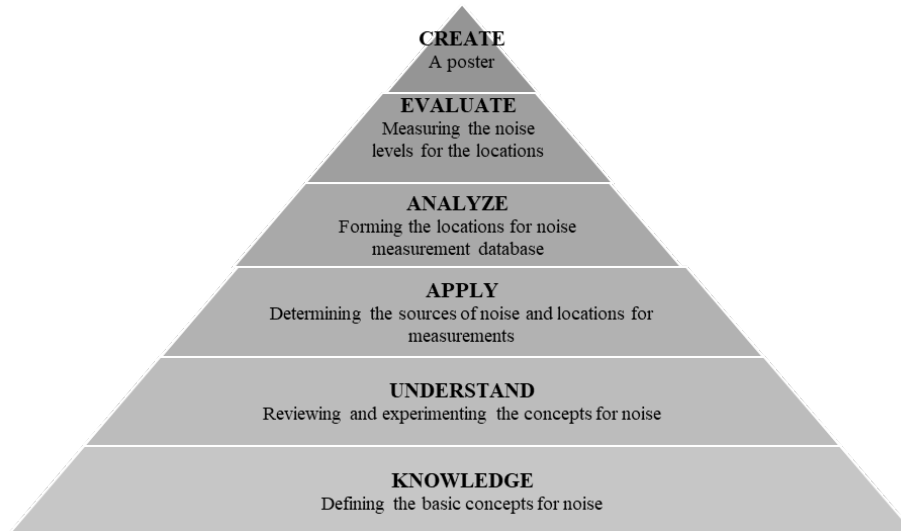 CREATE
A poster
EVALUATE
Measuring the noise
levels for the locations
ANALYZE
Forming the locations for noise
measurement database
APPLY
Determining the sources of noise and locations for
measurements
UNDERSTAND
Reviewing and experimenting the concepts for noise
KNOWLEDGE
Defining the basic concepts for noise